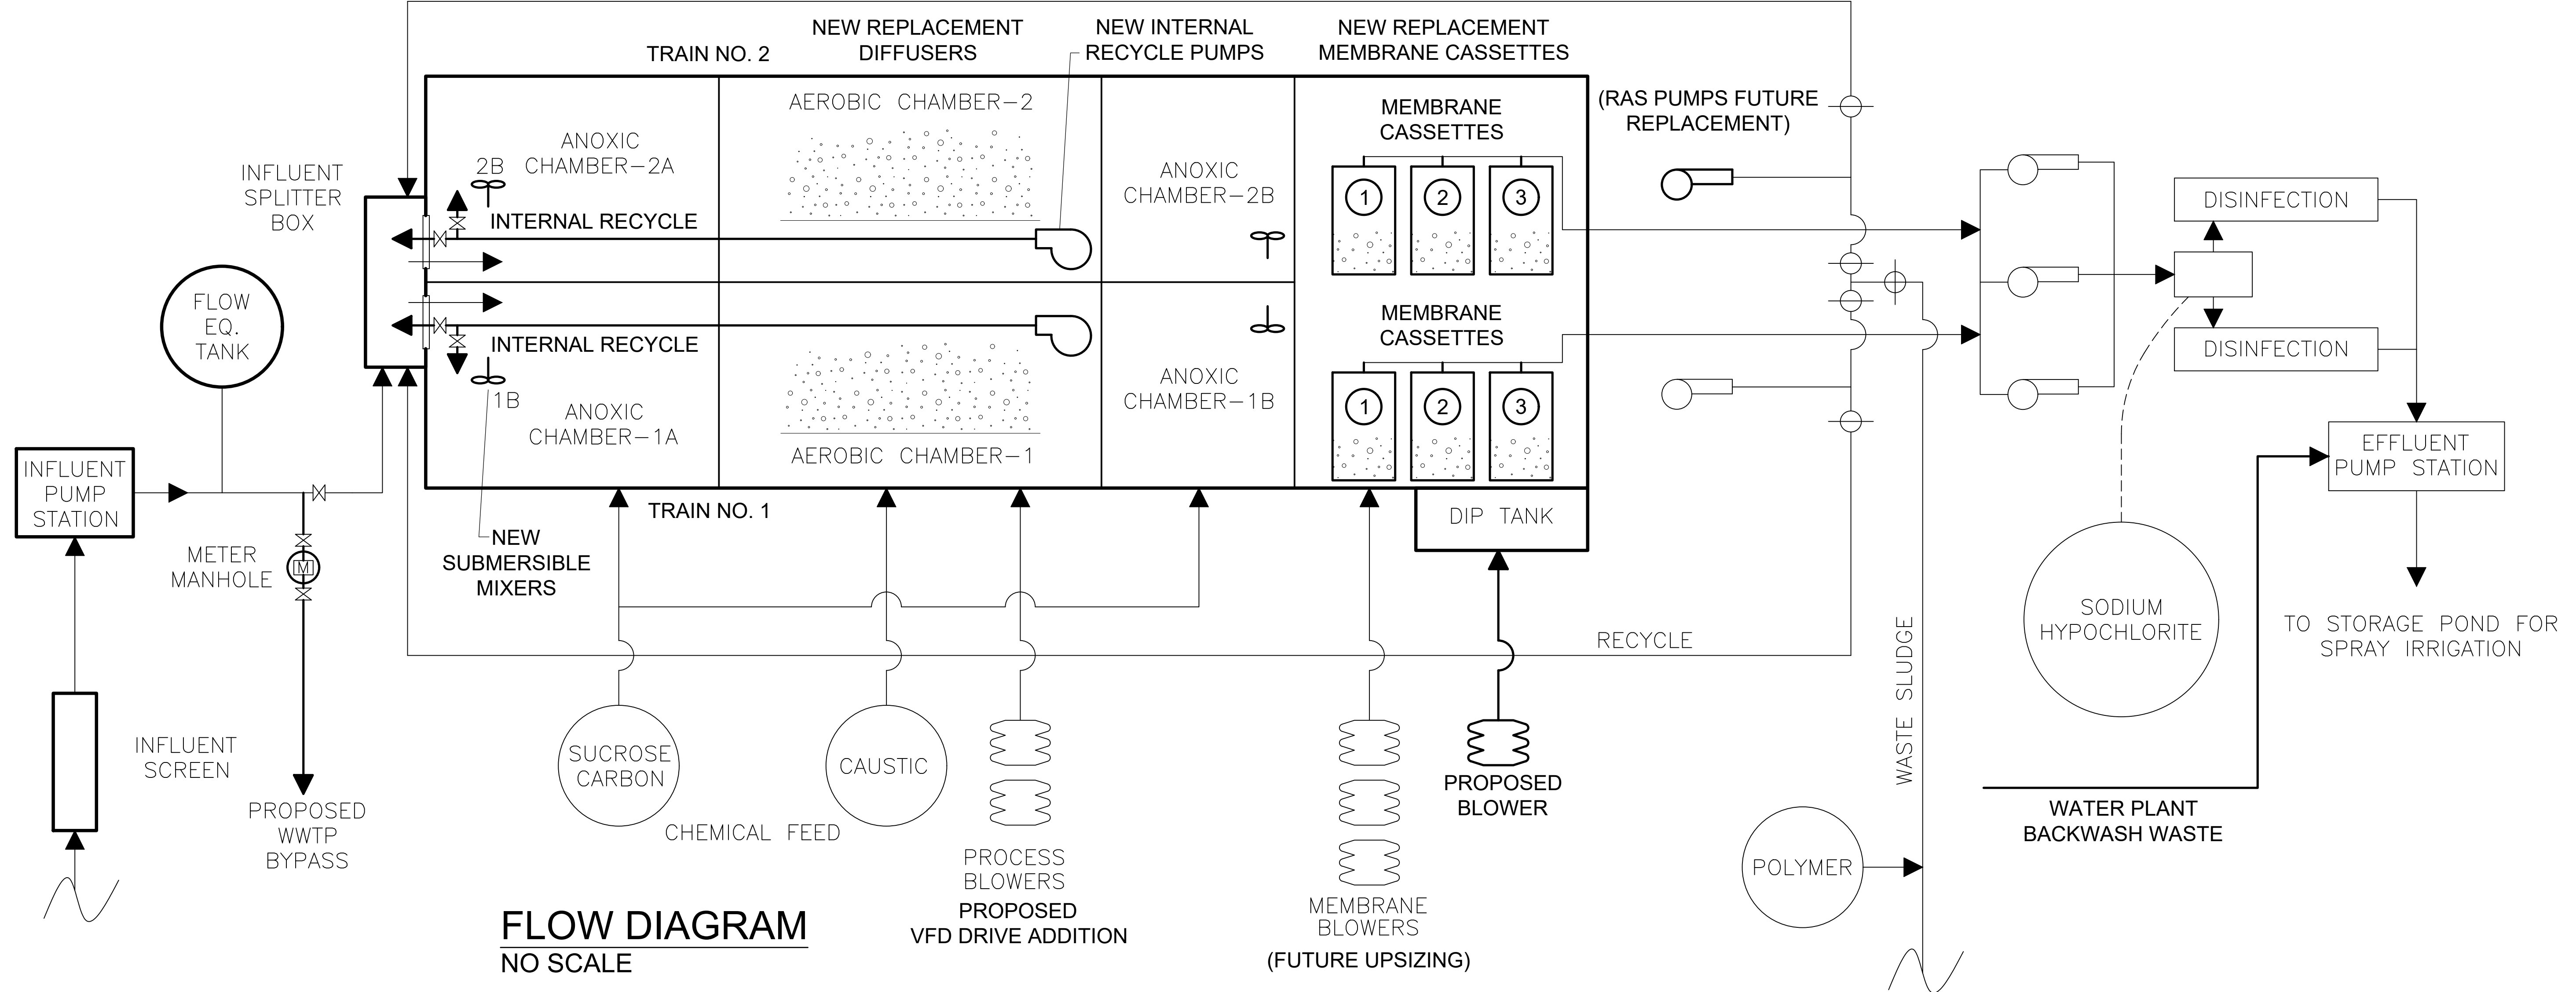 NEW REPLACEMENT
DIFFUSERS
NEW INTERNAL
RECYCLE PUMPS
NEW REPLACEMENT
MEMBRANE CASSETTES
TRAIN NO. 2
AEROBIC CHAMBER-2
MEMBRANE
CASSETTES
(RAS PUMPS FUTURE
REPLACEMENT)
ANOXIC
CHAMBER-2A
2B
INFLUENT
SPLITTER
BOX
ANOXIC
CHAMBER-2B
1
2
3
DISINFECTION
INTERNAL RECYCLE
FLOW
EQ.
TANK
MEMBRANE
CASSETTES
INTERNAL RECYCLE
DISINFECTION
ANOXIC
CHAMBER-1B
1B
ANOXIC
CHAMBER-1A
1
2
3
AEROBIC CHAMBER-1
EFFLUENT
PUMP STATION
INFLUENT
PUMP
STATION
TRAIN NO. 1
DIP TANK
NEW
SUBMERSIBLE
MIXERS
METER
MANHOLE
M
SODIUM
HYPOCHLORITE
TO STORAGE POND FOR
SPRAY IRRIGATION
RECYCLE
WASTE SLUDGE
INFLUENT
SCREEN
SUCROSE
CARBON
CAUSTIC
PROPOSED
BLOWER
PROPOSED
WWTP
BYPASS
CHEMICAL FEED
WATER PLANT
BACKWASH WASTE
PROCESS
BLOWERS
PROPOSED
VFD DRIVE ADDITION
POLYMER
MEMBRANE
BLOWERS
(FUTURE UPSIZING)
FLOW DIAGRAM
NO SCALE